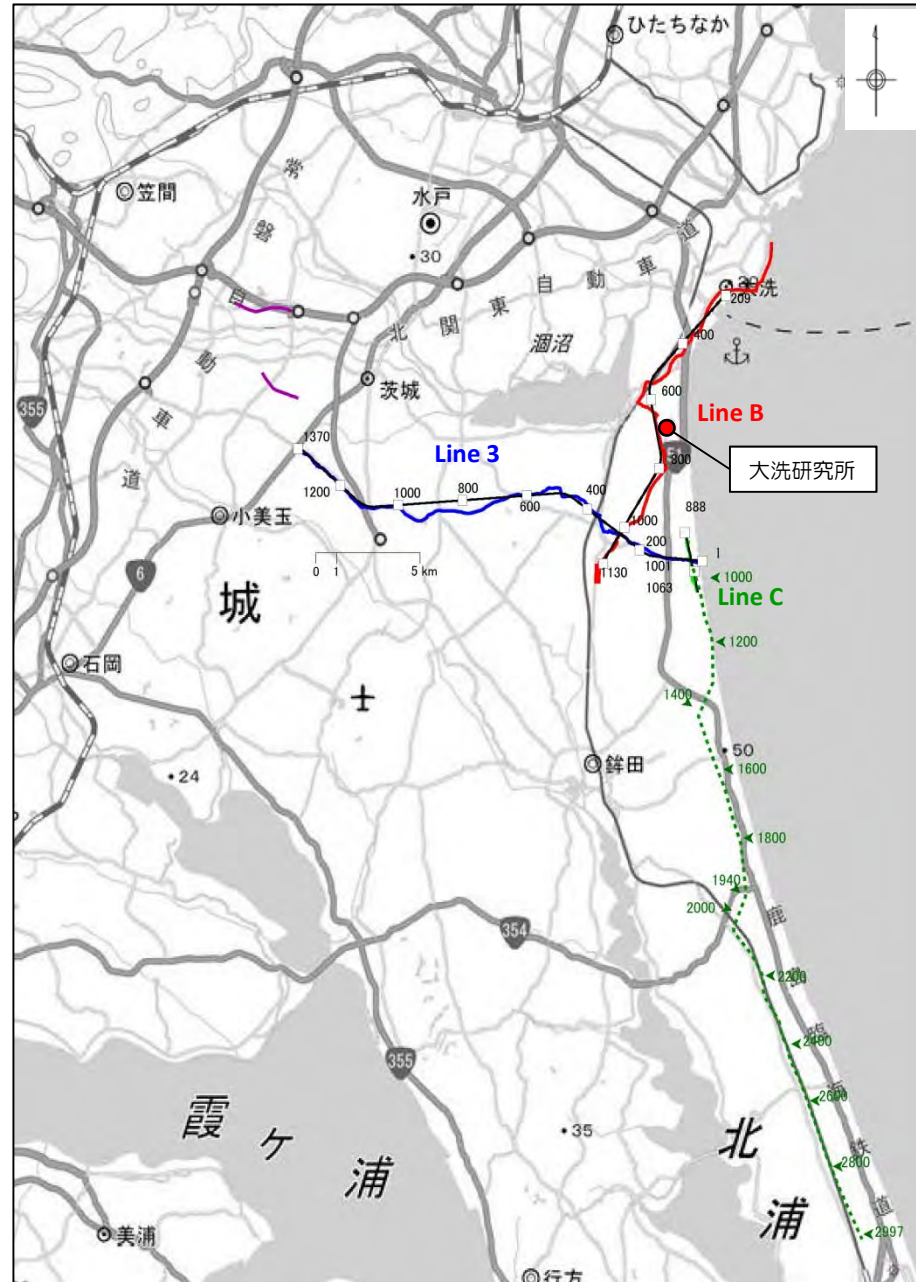 ひたちなか
笠間
水戸
30
常磐自動車道
北関東自動車道
大洗
209
400
涸沼
茨城
600
355
Line B
1370
Line 3
800
大洗研究所
1200
1000
800
600
400
888
小美玉
1000
200
1
0 1 5 km
6
1130
1001
1063
1000
Line C
城
1200
石岡
1400
鉾田
50
24
1600
1800
1940
2000
354
鹿島臨海鉄道
2200
355
2400
霞ケ浦
2600
35
北浦
2800
美浦
2997
行方